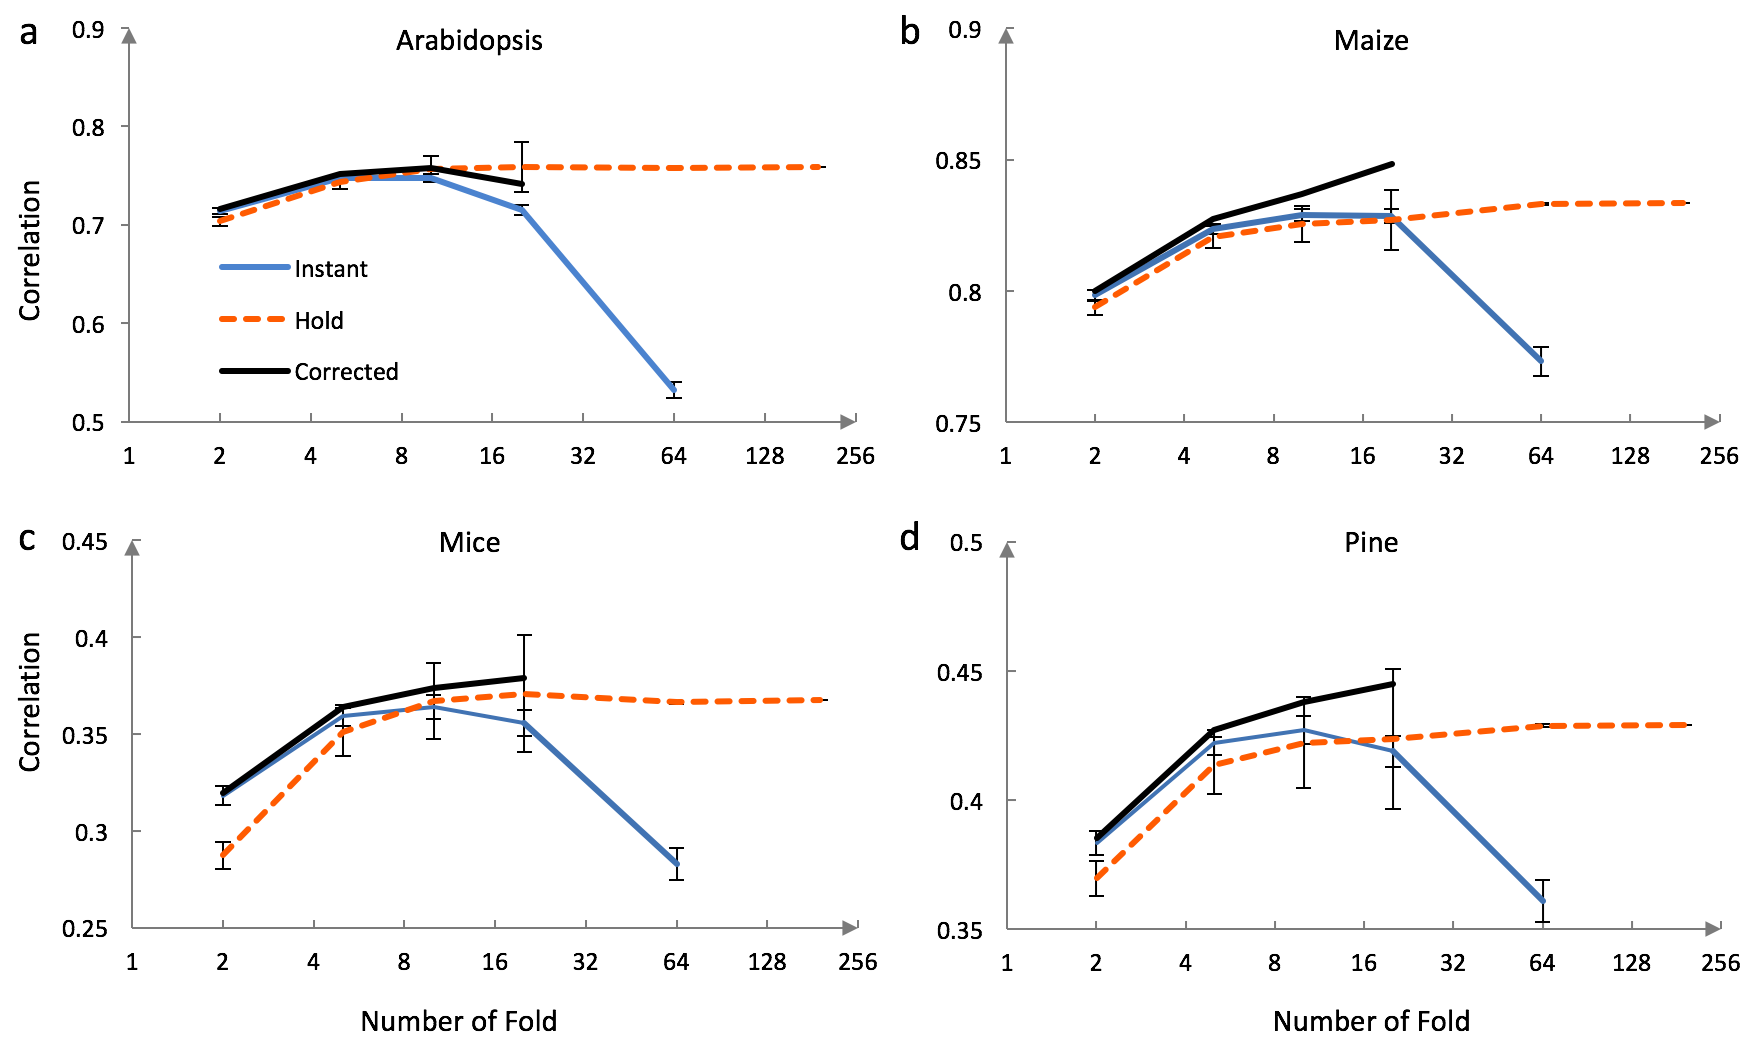 a
Arabidopsis
0.9
0.8
0.7
0.6
0.5
Correlation
Instant
Hold
Corrected
1 2 4 8 16 32 64 128 256
b
Maize
0.9
0.85
0.8
0.75
1 2 4 8 16 32 64 128 256
c
Mice
0.45
0.4
0.35
0.3
0.25
Correlation
1 2 4 8 16 32 64 128 256
Number of Fold
d
Pine
0.5
0.45
0.4
0.35
1 2 4 8 16 32 64 128 256
Number of Fold